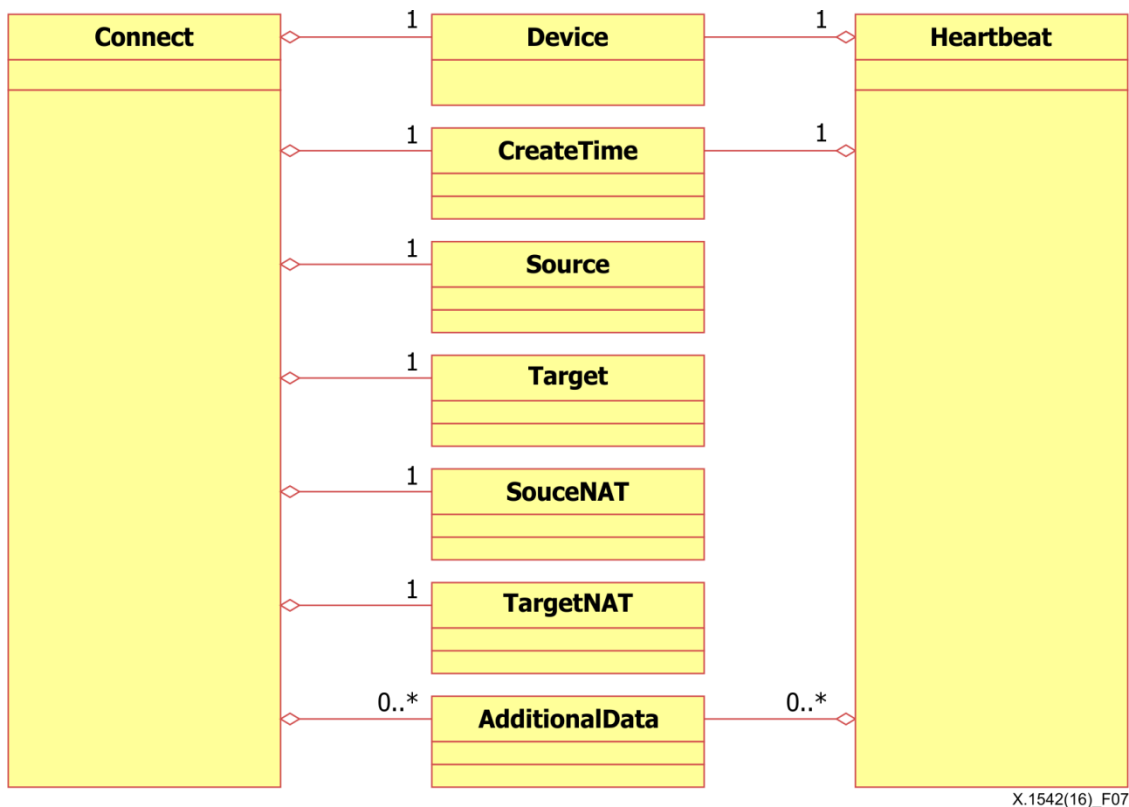 Connect 1 Device 1 Heartbeat
1 CreateTime 1
1 Source
1 Target
1 SouceNAT
1 TargetNAT
0..* AdditionalData 0..*
X.1542(16)_F07